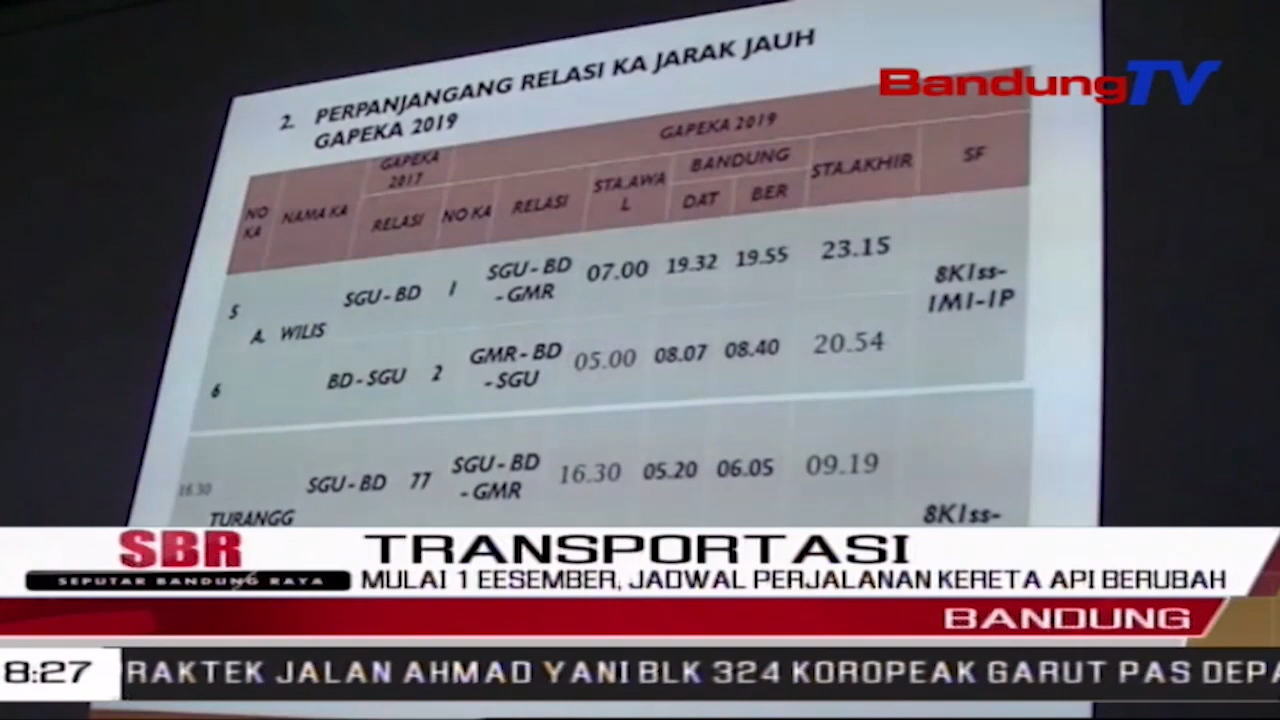 BandungTV
2. PERPANJANGANG RELASI KA JARAK JAUH
GAPEKA 2019
NO KA NAMA KA GAPEKA 2017 GAPEKA 2019
RELASI NO KA RELASI STA.AWA L BANDUNG STA.AKHIR SF
DAT BER
5 SGU - BD 1 SGU - BD - GMR 07.00 19.32 19.55 23.15 8K1ss-
IMI-IP
A. WILIS
6 BD - SGU 2 GMR - BD - SGU 05.00 08.07 08.40 20.54
16.30 SGU - BD 77 SGU - BD - GMR 16.30 05.20 06.05 09.19
TURANGG 8K1ss-
SBR
SEPUTAR BANDUNG RAYA
TRANSPORTASI
MULAI 1 EESEMBER, JADWAL PERJALANAN KERETA API BERUBAH
BANDUNG
8:27 RAKTEK JALAN AHMAD YANI BLK 324 KOROPEAK GARUT PAS DEPA